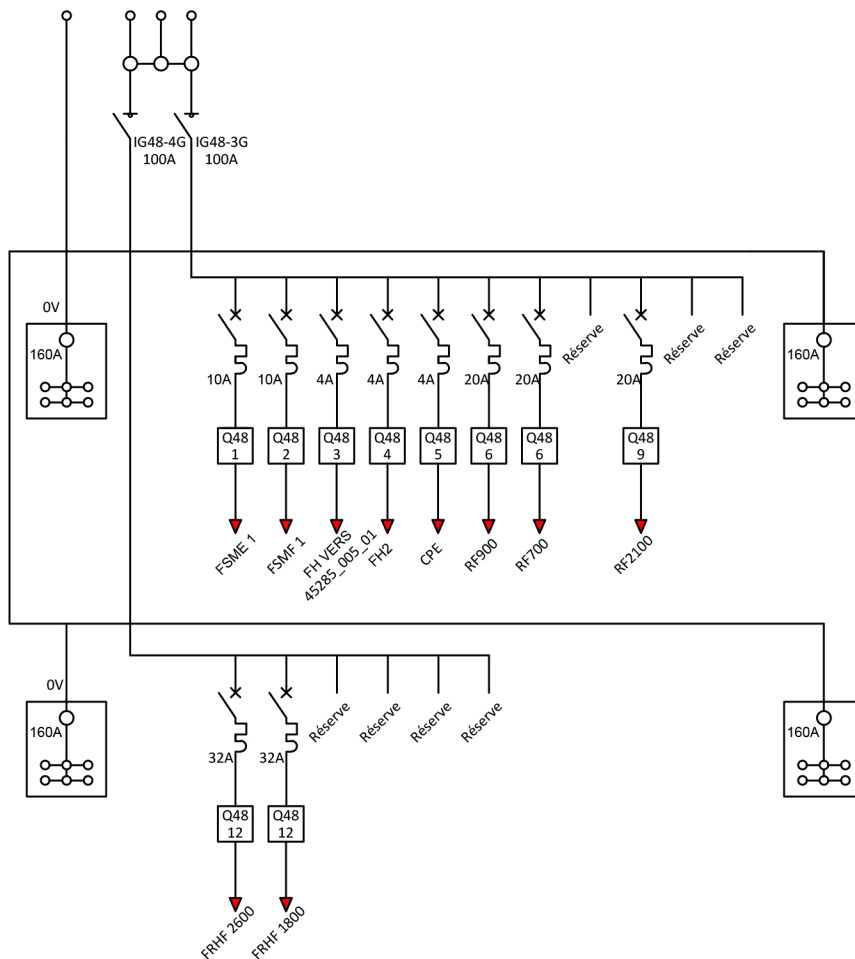 IG48-4G
100A
IG48-3G
100A
0V
160A
160A
10A
10A
4A
4A
4A
20A
20A
Réserve
20A
Réserve
Réserve
Q48
1
Q48
2
Q48
3
Q48
4
Q48
5
Q48
6
Q48
6
Q48
9
FSME 1
FSMF 1
FH VERS
45285_005_01
FH2
CPE
RF900
RF700
RF2100
0V
160A
160A
32A
32A
Réserve
Réserve
Réserve
Réserve
Q48
12
Q48
12
FRHF 2600
FRHF 1800